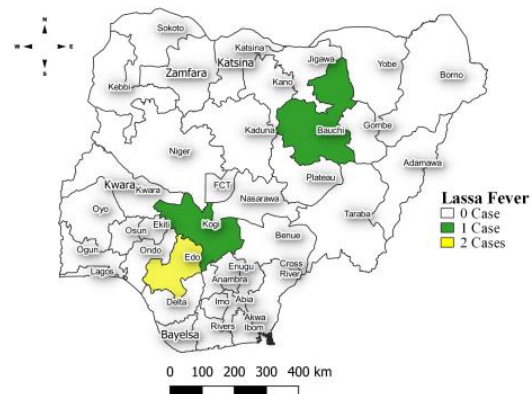 N
W E
S
Sokoto
Katsina
Katsina
Jigawa
Yobe
Borno
Zamfara
Kebbi
Kano
Kaduna
Bauchi
Gombe
Adamawa
Niger
Plateau
Kwara
Kwara
FCT
Nasarawa
Taraba
Oyo
Ekiti
Kogi
Benue
Osun
Ogun
Ondo
Edo
Enugu
Cross
River
Lagos
Anambra
Delta
Imo
Abia
Bayelsa
Rivers
Akwa
Ibom
Lassa Fever
0 Case
1 Case
2 Cases
0 100 200 300 400 km